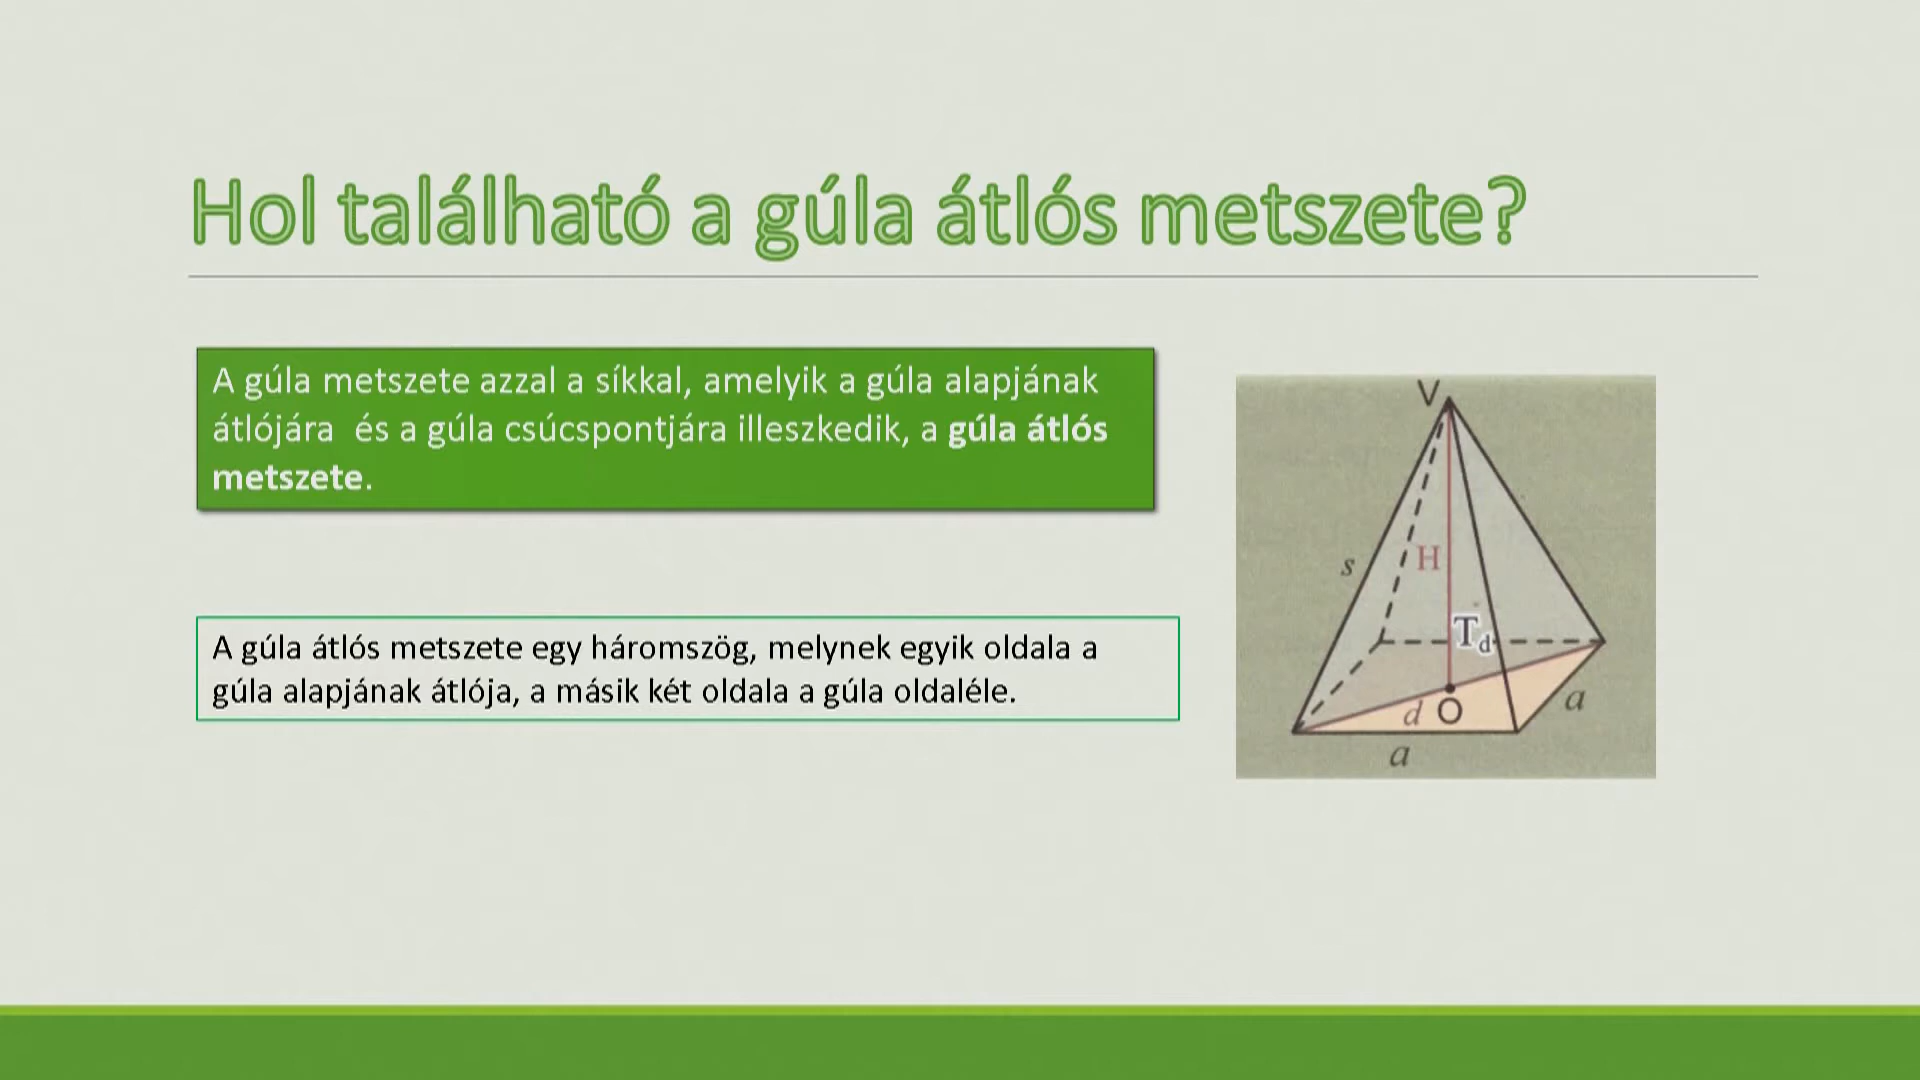 Hol található a gúla átlós metszete?
A gúla metszete azzal a síkkal, amelyik a gúla alapjának
átlójára és a gúla csúcspontjára illeszkedik, a gúla átlós
metszete.
A gúla átlós metszete egy háromszög, melynek egyik oldala a
gúla alapjának átlója, a másik két oldala a gúla oldaléle.
V
s
H
Td
d O
a
a